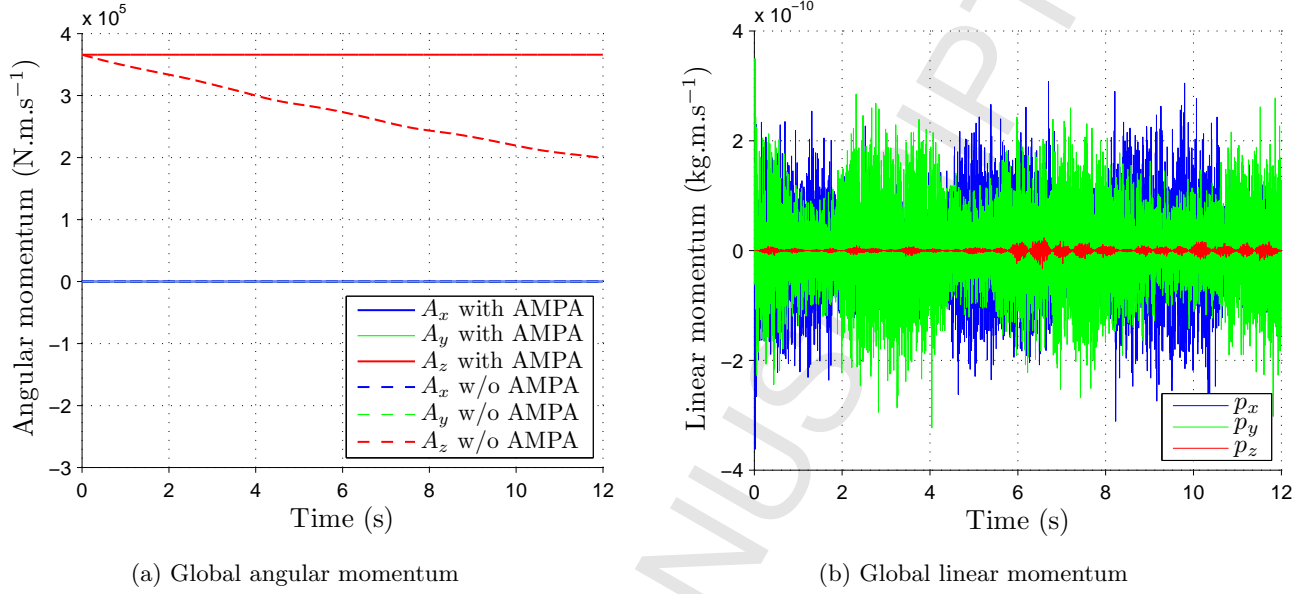 x 10⁵
4
3
2
1
0
−1
−2
−3
0 2 4 6 8 10 12
Angular momentum (N.m.s⁻¹)
Time (s)
A_x with AMPA
A_y with AMPA
A_z with AMPA
A_x w/o AMPA
A_y w/o AMPA
A_z w/o AMPA
(a) Global angular momentum
x 10⁻¹⁰
4
2
0
−2
−4
0 2 4 6 8 10 12
Linear momentum (kg.m.s⁻¹)
Time (s)
p_x
p_y
p_z
(b) Global linear momentum